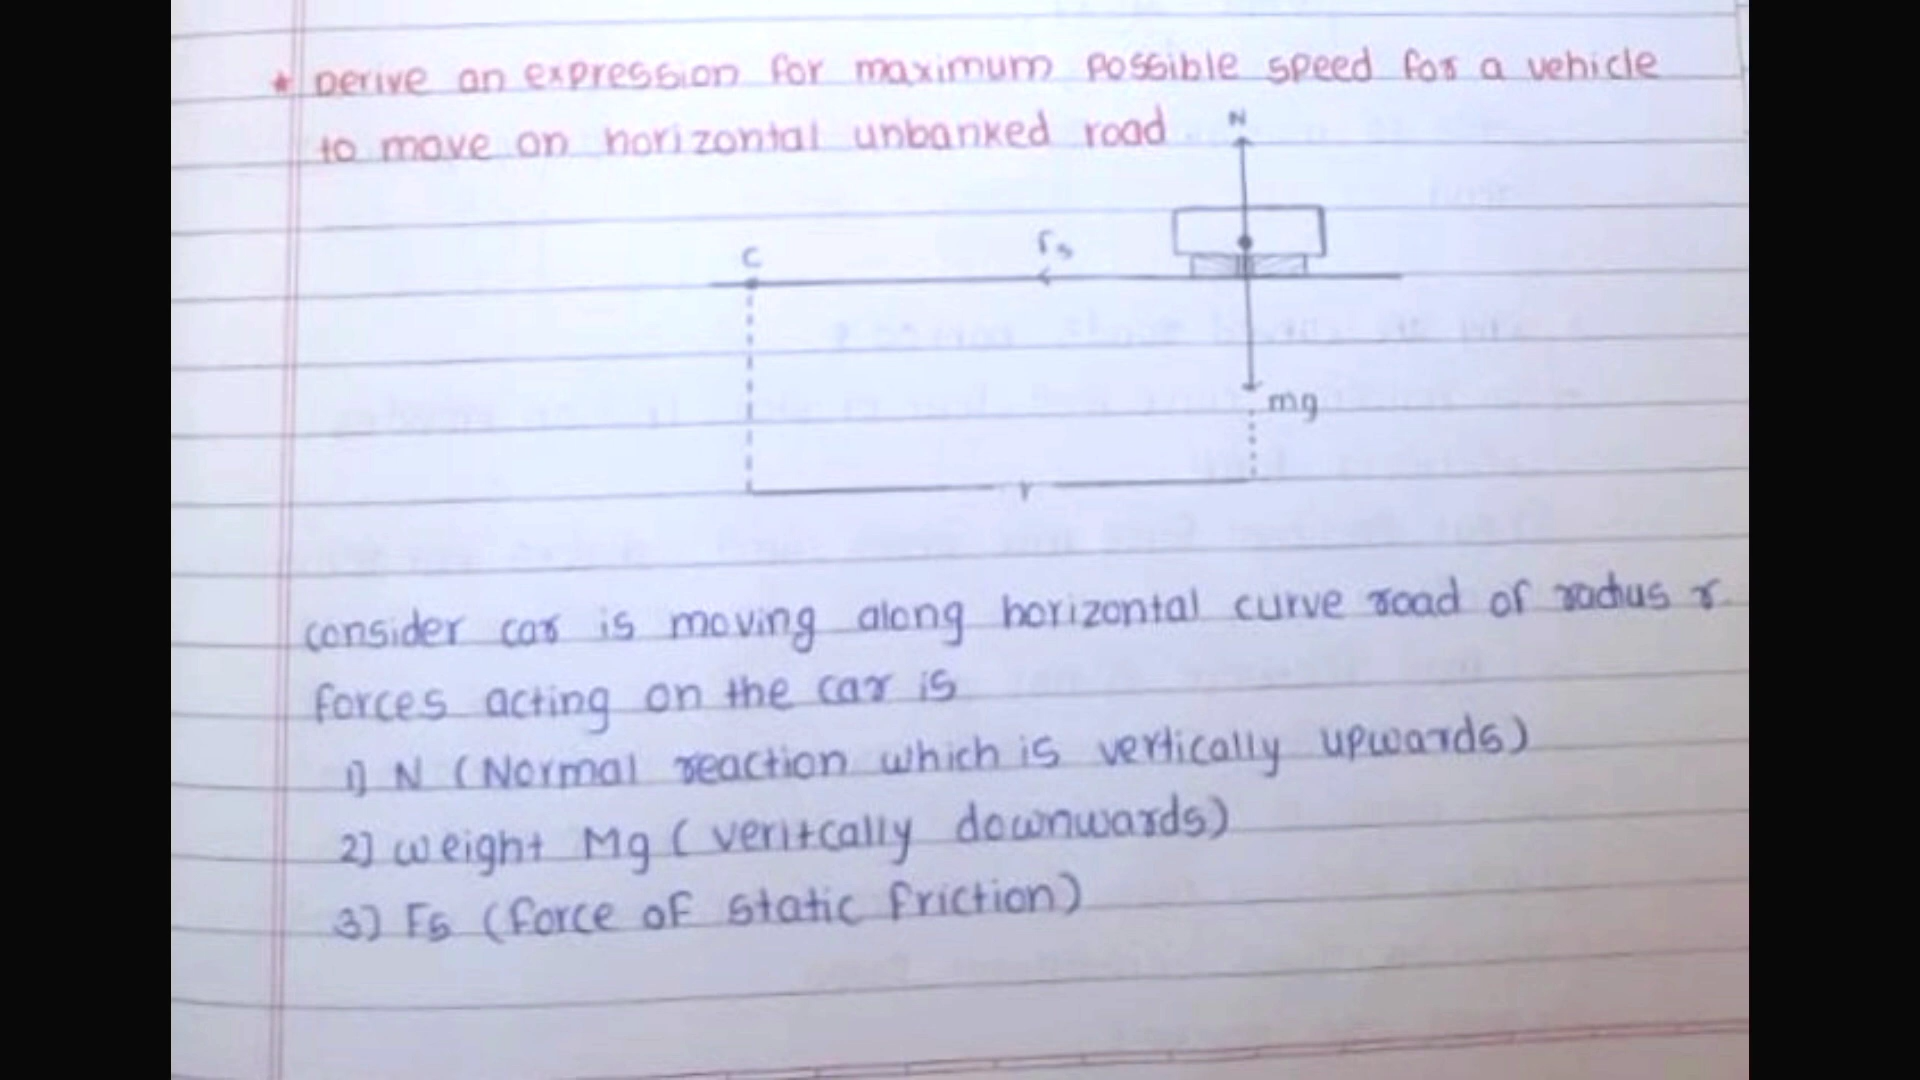 * Derive an expression for maximum possible speed for a vehicle
to move on horizontal unbanked road
N
C
fs
mg
r
consider car is moving along horizontal curve road of radius r
forces acting on the car is
1) N (Normal reaction which is vertically upwards)
2) weight Mg (veritcally downwards)
3) Fs (force of static friction)